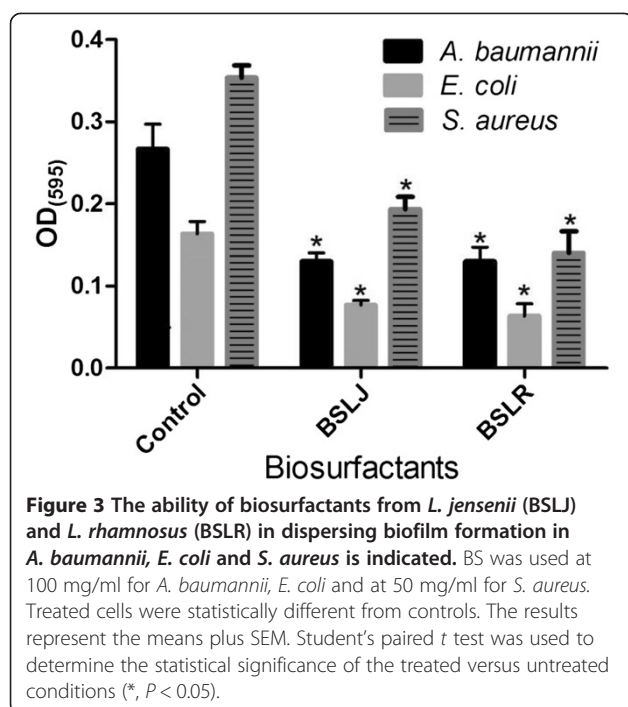 0.4
0.3
0.2
0.1
0.0
OD(595)
A. baumannii
E. coli
S. aureus
* * *
* * *
Control
BSLJ
BSLR
Biosurfactants
Figure 3 The ability of biosurfactants from L. jensenii (BSLJ)
and L. rhamnosus (BSLR) in dispersing biofilm formation in
A. baumannii, E. coli and S. aureus is indicated. BS was used at
100 mg/ml for A. baumannii, E. coli and at 50 mg/ml for S. aureus.
Treated cells were statistically different from controls. The results
represent the means plus SEM. Student's paired t test was used to
determine the statistical significance of the treated versus untreated
conditions (*, P < 0.05).